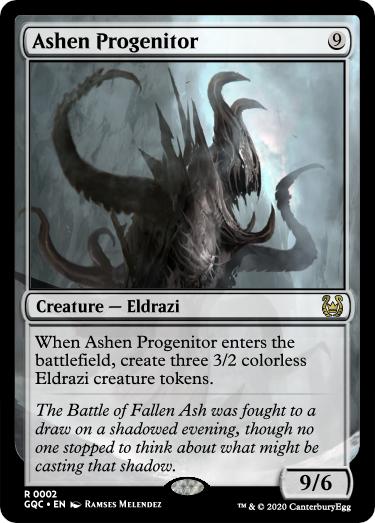 Ashen Progenitor 9
Creature — Eldrazi
When Ashen Progenitor enters the
battlefield, create three 3/2 colorless
Eldrazi creature tokens.
The Battle of Fallen Ash was fought to a
draw on a shadowed evening, though no
one stopped to think about what might be
casting that shadow.
9/6
R 0002
GQC • EN Ramses Melendez
™ & © 2020 CanterburyEgg